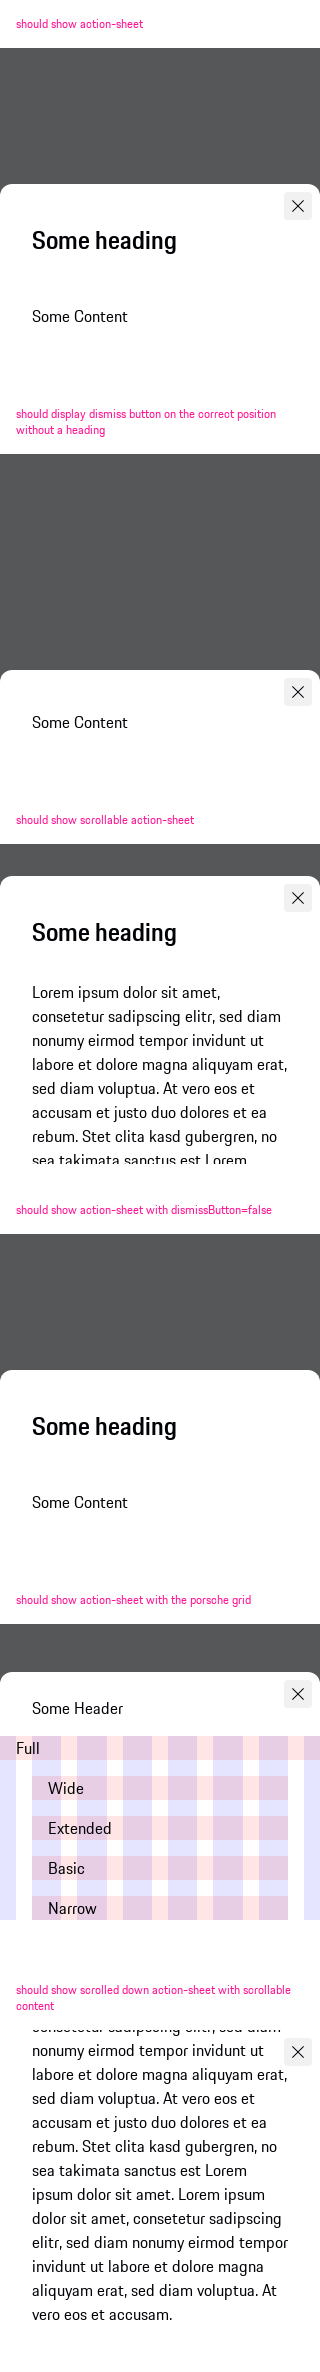 should show action-sheet
Some heading
Some Content
should display dismiss button on the correct position
without a heading
Some Content
should show scrollable action-sheet
Some heading
Lorem ipsum dolor sit amet,
consetetur sadipscing elitr, sed diam
nonumy eirmod tempor invidunt ut
labore et dolore magna aliquyam erat,
sed diam voluptua. At vero eos et
accusam et justo duo dolores et ea
rebum. Stet clita kasd gubergren, no
sea takimata sanctus est Lorem
should show action-sheet with dismissButton=false
Some heading
Some Content
should show action-sheet with the porsche grid
Some Header
Full
Wide
Extended
Basic
Narrow
should show scrolled down action-sheet with scrollable
content
consetetur sadipscing elitr, sed diam
nonumy eirmod tempor invidunt ut
labore et dolore magna aliquyam erat,
sed diam voluptua. At vero eos et
accusam et justo duo dolores et ea
rebum. Stet clita kasd gubergren, no
sea takimata sanctus est Lorem
ipsum dolor sit amet. Lorem ipsum
dolor sit amet, consetetur sadipscing
elitr, sed diam nonumy eirmod tempor
invidunt ut labore et dolore magna
aliquyam erat, sed diam voluptua. At
vero eos et accusam.